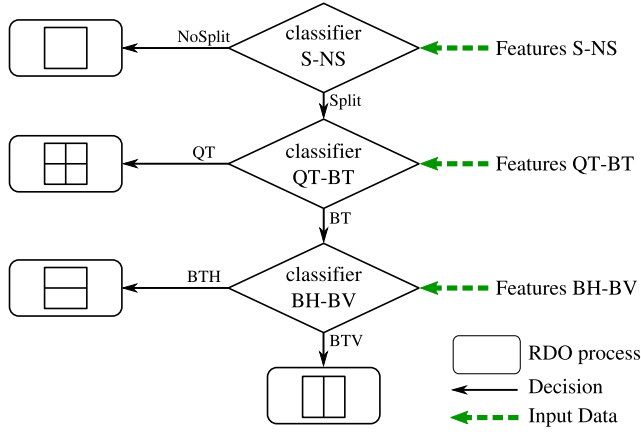 NoSplit
classifier
S-NS
Features S-NS
Split
QT
classifier
QT-BT
Features QT-BT
BT
BTH
classifier
BH-BV
Features BH-BV
BTV
RDO process
Decision
Input Data